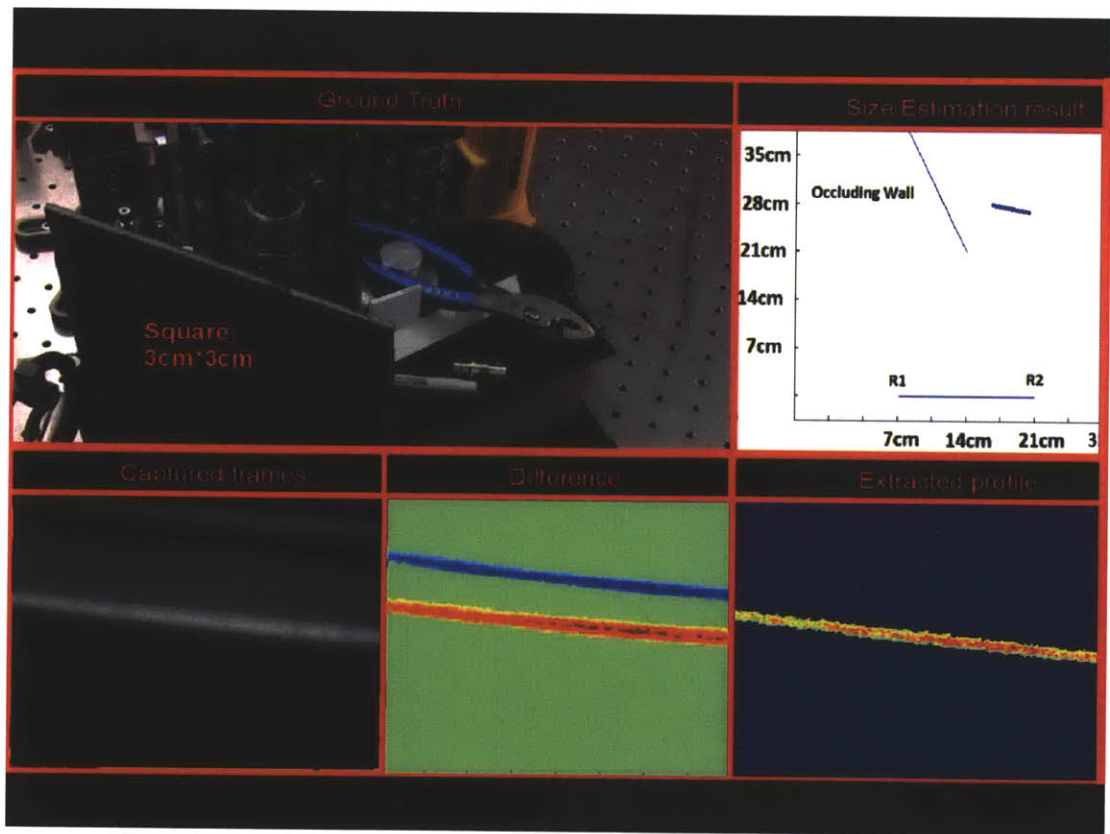 Ground Truth
Size Estimation result
Square:
3cm*3cm
35cm
Occluding Wall
28cm
21cm
14cm
7cm
R1
R2
7cm
14cm
21cm
3
Captured frames
Difference
Extracted profile